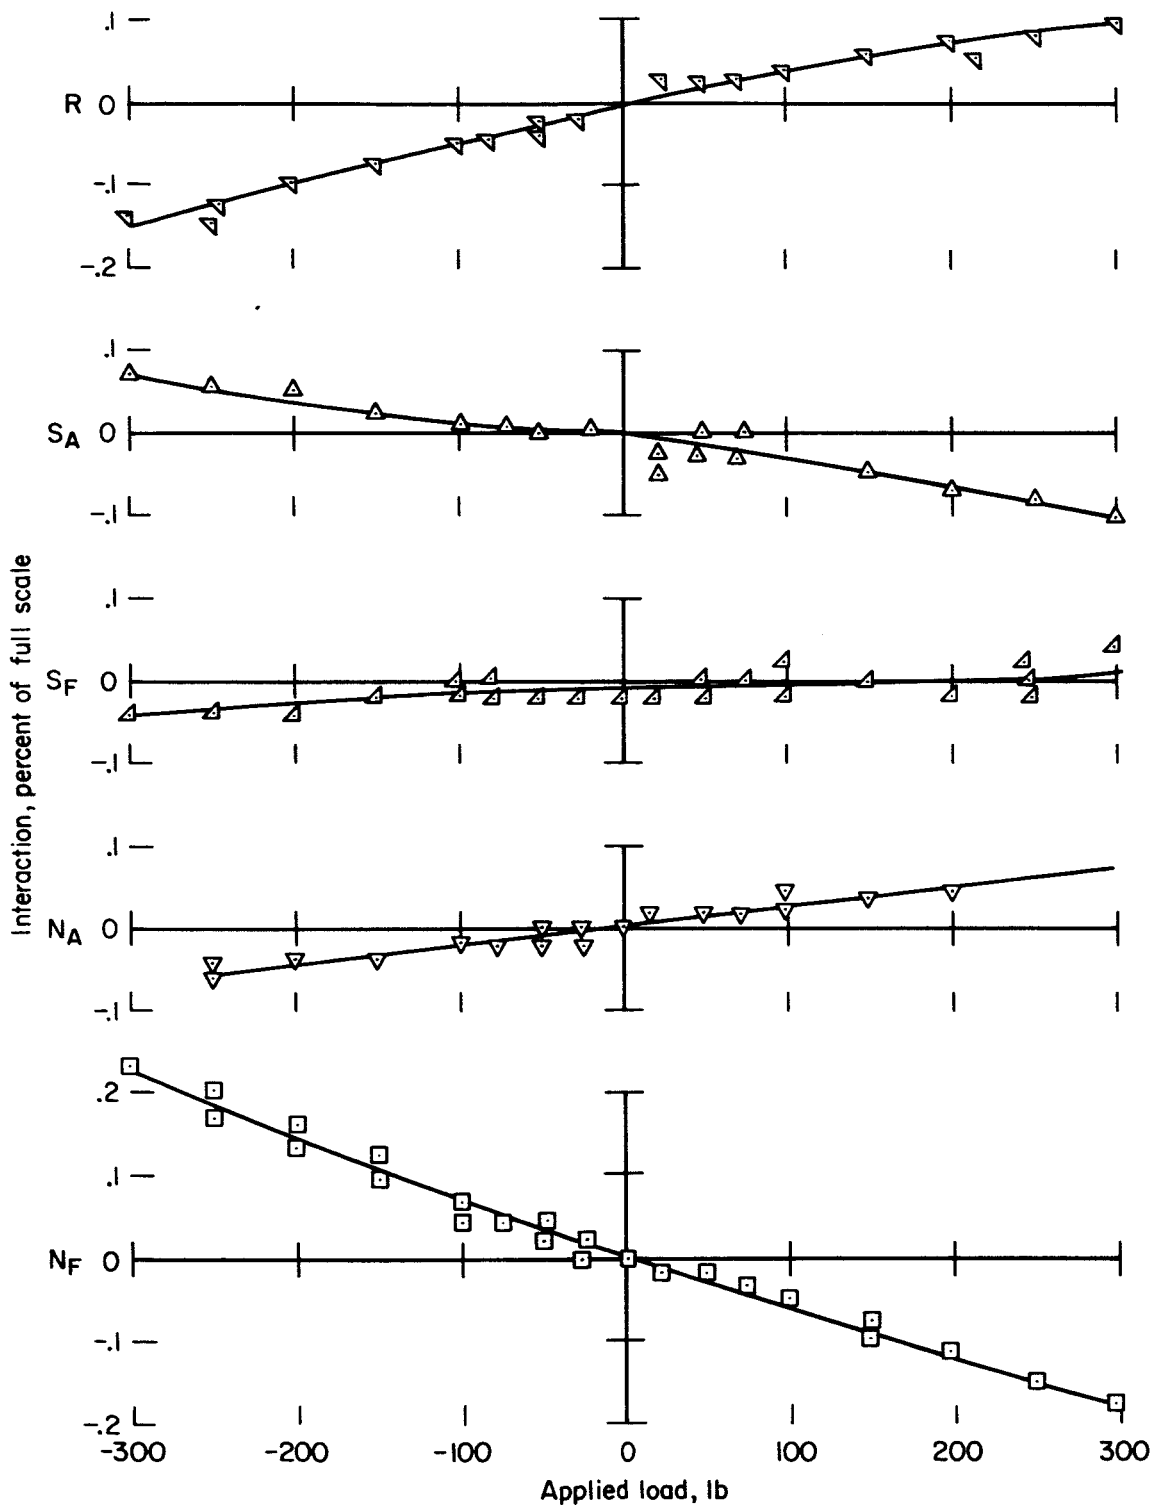 .1
R 0
-.1
-.2
.1
SA 0
-.1
.1
SF 0
-.1
.1
NA 0
-.1
.2
.1
NF 0
-.1
-.2
-300 -200 -100 0 100 200 300
Applied load, lb
Interaction, percent of full scale